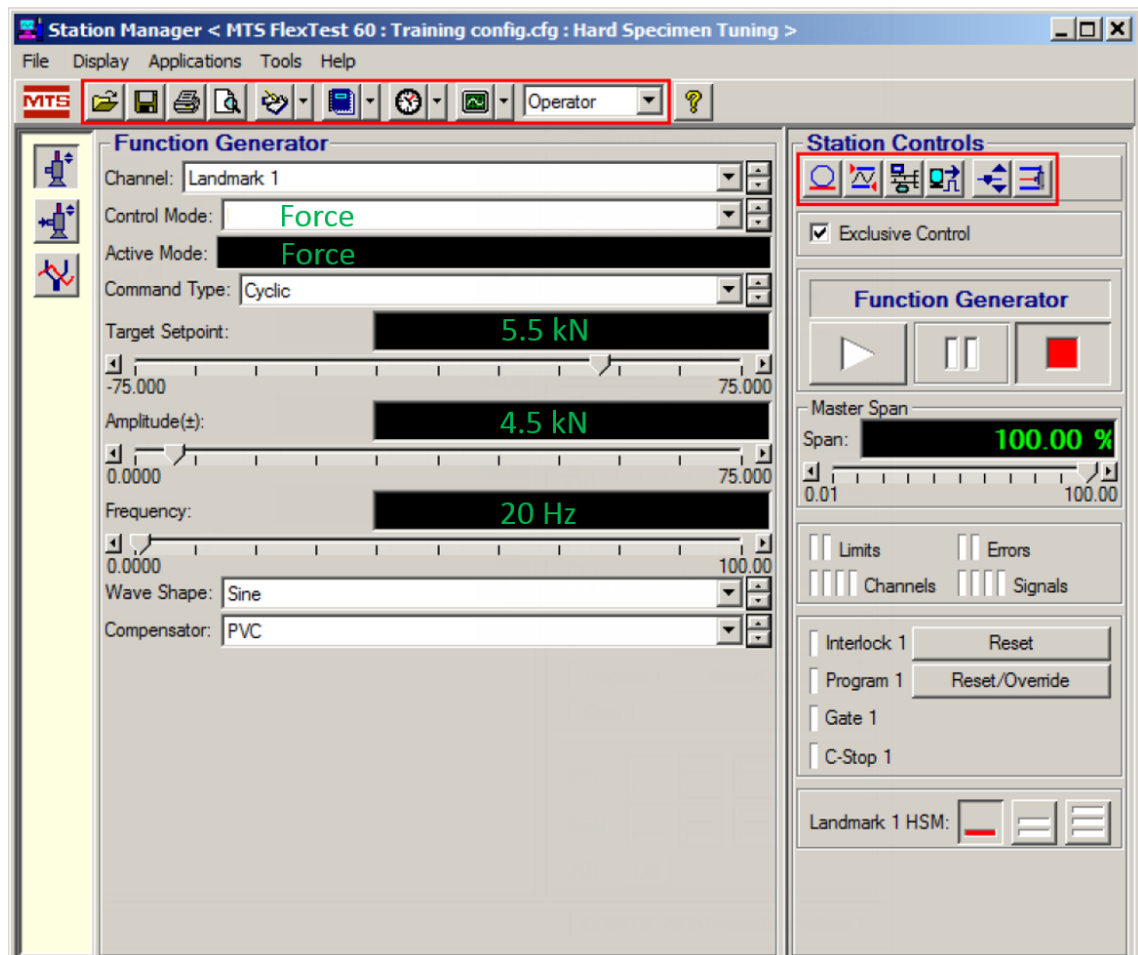 Station Manager < MTS FlexTest 60 : Training config.cfg : Hard Specimen Tuning >
File Display Applications Tools Help
MTS Operator
Function Generator
Channel: Landmark 1
Control Mode: Force
Active Mode: Force
Command Type: Cyclic
Target Setpoint: 5.5 kN
-75.000 75.000
Amplitude(±): 4.5 kN
0.0000 75.000
Frequency: 20 Hz
0.0000 100.00
Wave Shape: Sine
Compensator: PVC
Station Controls
Exclusive Control
Function Generator
Master Span
Span: 100.00 %
0.01 100.00
Limits Errors
Channels Signals
Interlock 1 Reset
Program 1 Reset/Override
Gate 1
C-Stop 1
Landmark 1 HSM: